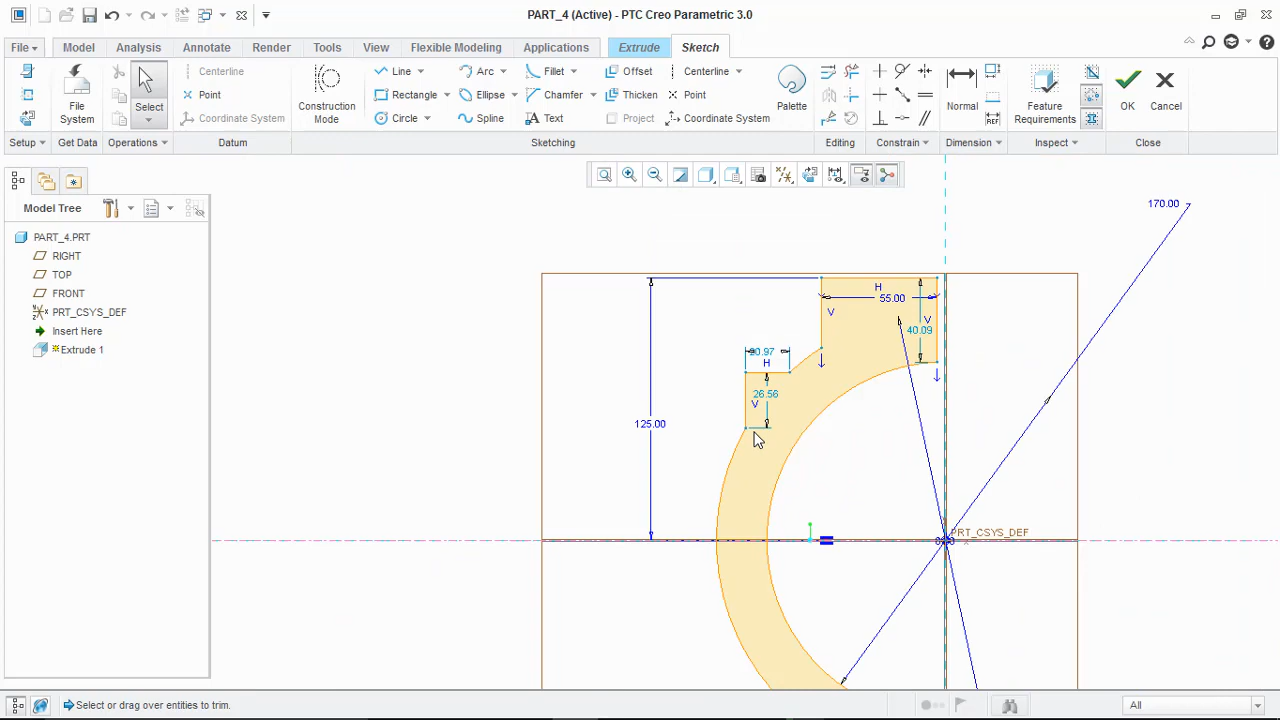 PART_4 (Active) - PTC Creo Parametric 3.0
File Model Analysis Annotate Render Tools View Flexible Modeling Applications Extrude Sketch
File System
Select
Centerline
Point
Coordinate System
Construction Mode
Line Arc Fillet Offset Centerline
Rectangle Ellipse Chamfer Thicken Point
Circle Spline Text Project Coordinate System
Palette
Normal
Feature Requirements
OK Cancel
Setup Get Data Operations Datum Sketching Editing Constrain Dimension Inspect Close
Model Tree
PART_4.PRT
RIGHT
TOP
FRONT
PRT_CSYS_DEF
Insert Here
Extrude 1
170.00
H
55.00
V
V
40.09
20.97
H
26.56
V
125.00
PRT_CSYS_DEF
Select or drag over entities to trim.
All